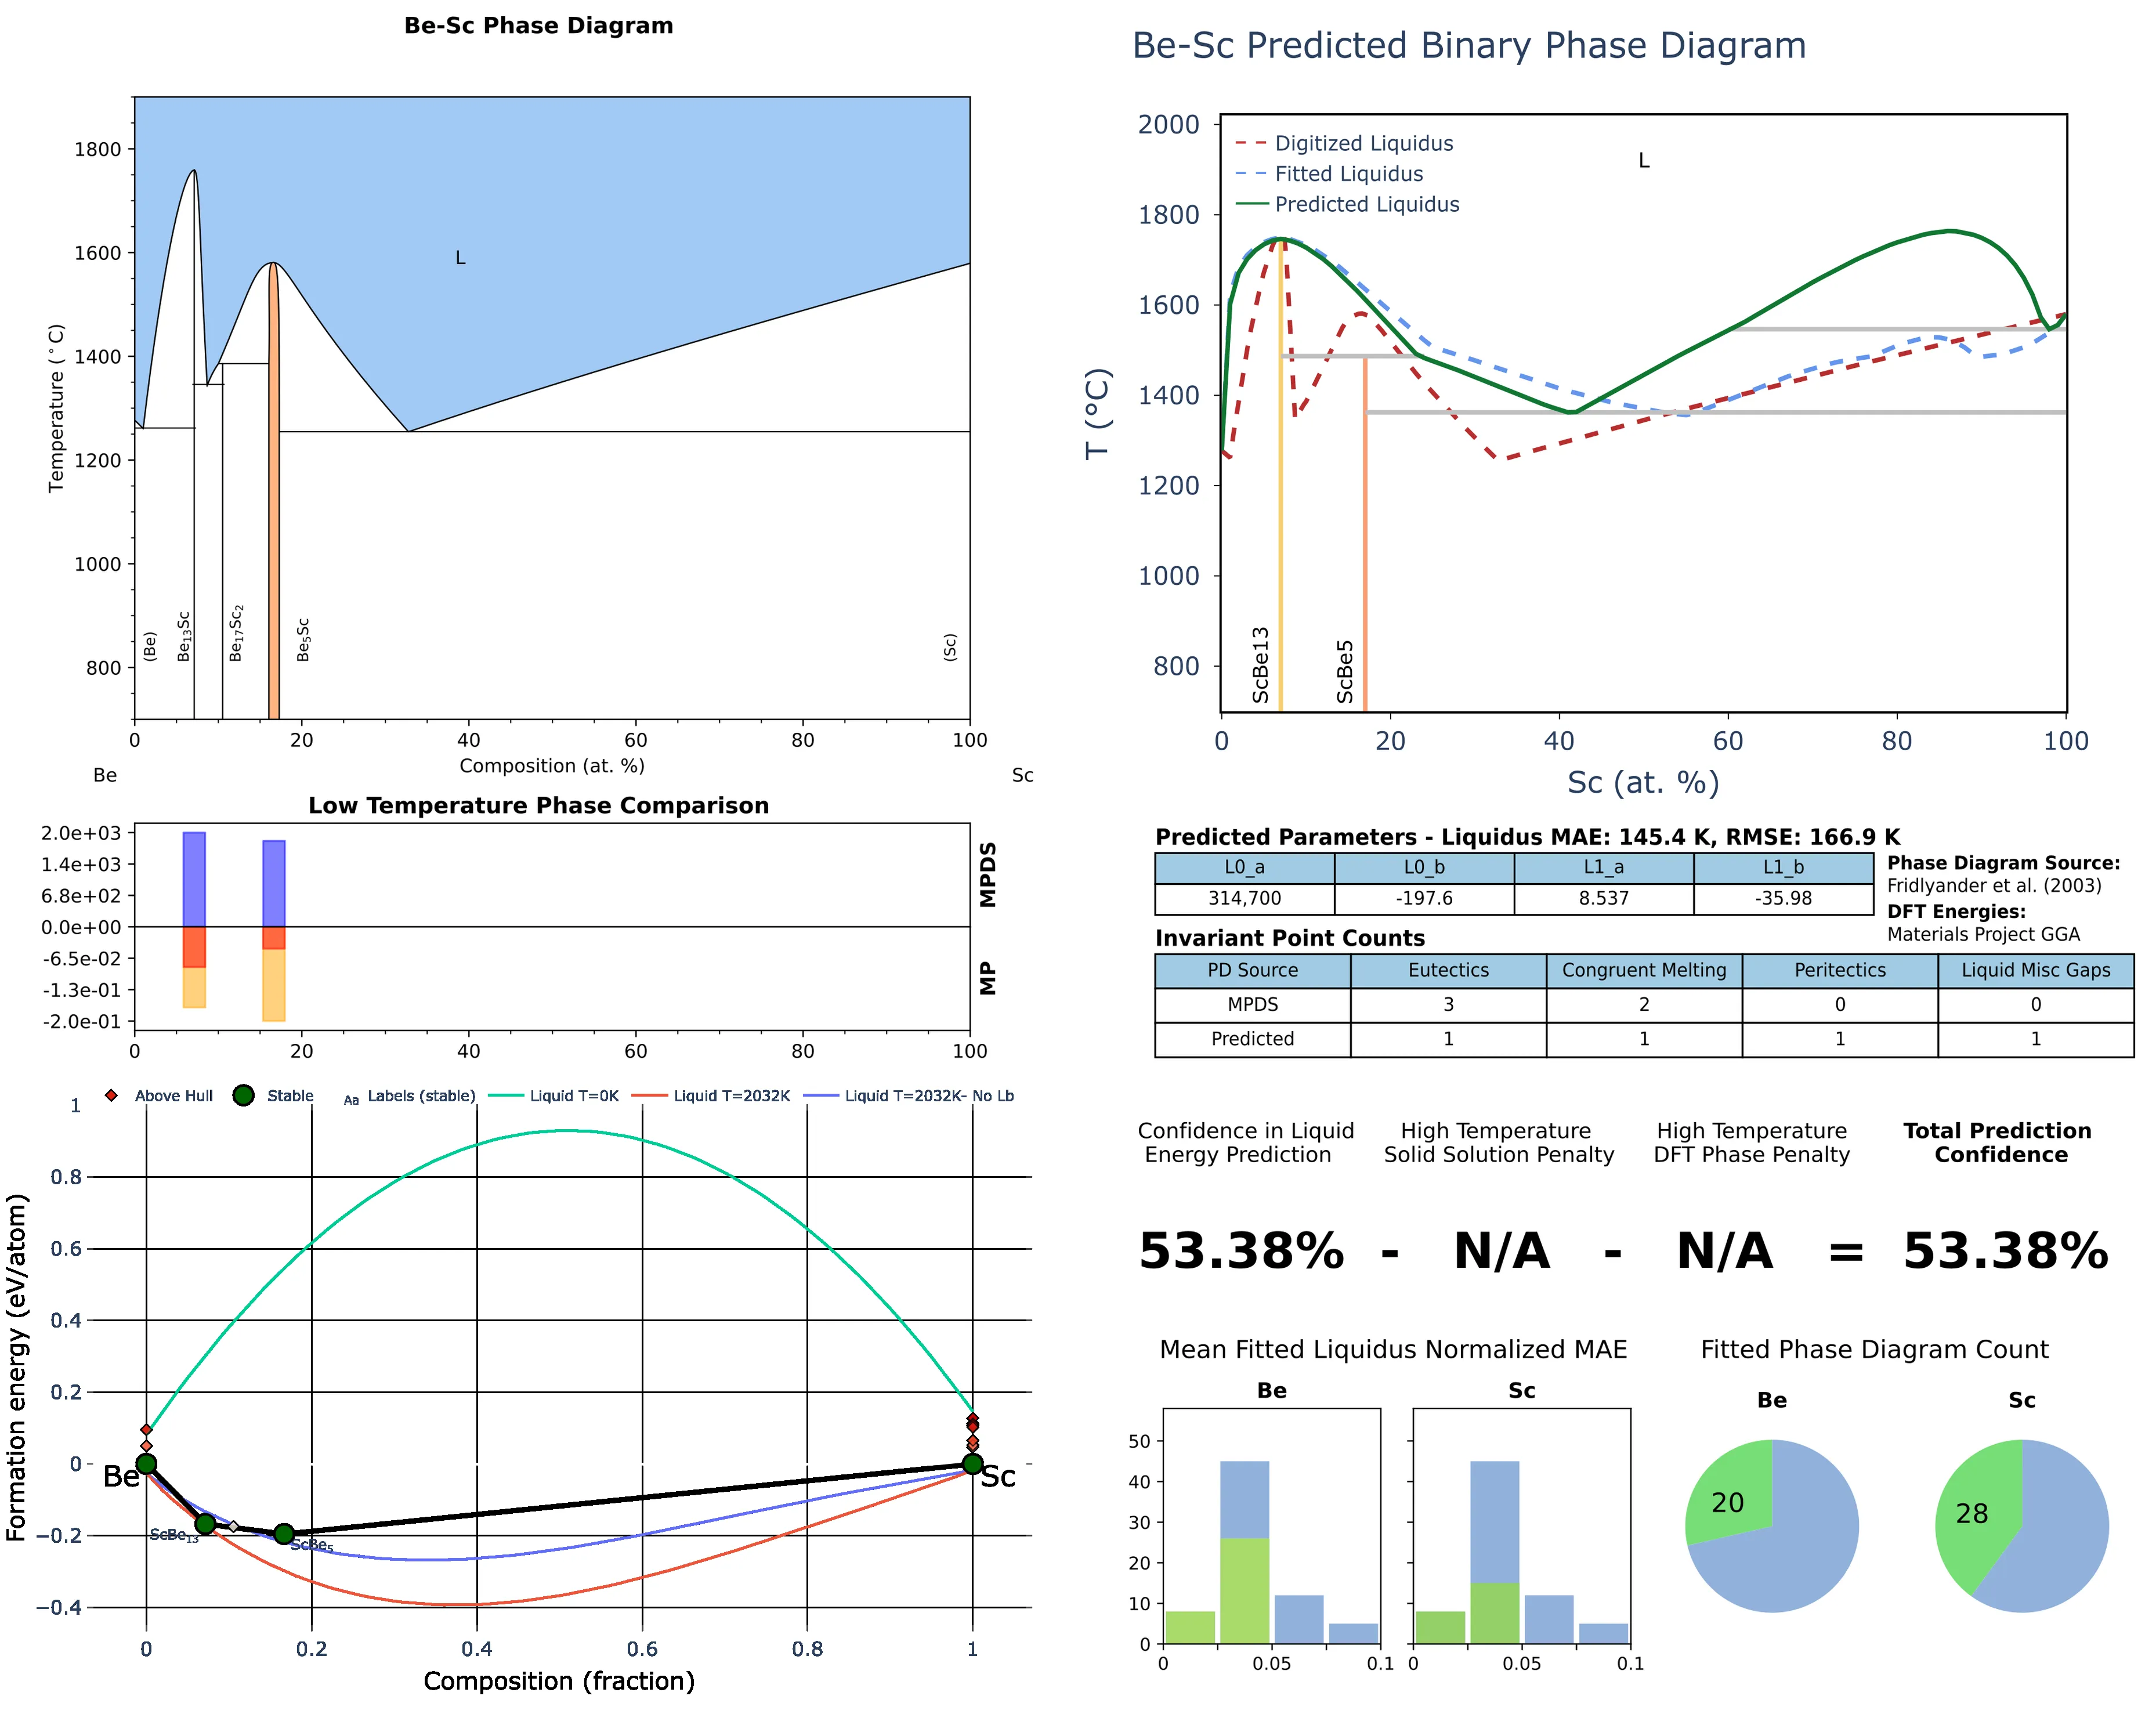 Be-Sc Phase Diagram
Temperature (°C)
1800
1600
1400
1200
1000
800
L
(Be)
Be13Sc
Be17Sc2
Be5Sc
(Sc)
0 20 40 60 80 100
Composition (at. %)
Be
Sc
Low Temperature Phase Comparison
2.0e+03
1.4e+03
6.8e+02
0.0e+00
-6.5e-02
-1.3e-01
-2.0e-01
MPDS
MP
0 20 40 60 80 100
Above Hull Stable Aa Labels (stable) Liquid T=0K Liquid T=2032K Liquid T=2032K- No Lb
Formation energy (eV/atom)
1
0.8
0.6
0.4
0.2
0
−0.2
−0.4
Be
ScBe13
ScBe5
Sc
0 0.2 0.4 0.6 0.8 1
Composition (fraction)
Be-Sc Predicted Binary Phase Diagram
T (°C)
2000
1800
1600
1400
1200
1000
800
Digitized Liquidus
Fitted Liquidus
Predicted Liquidus
L
ScBe13
ScBe5
0 20 40 60 80 100
Sc (at. %)
Predicted Parameters - Liquidus MAE: 145.4 K, RMSE: 166.9 K
L0_a L0_b L1_a L1_b
314,700 -197.6 8.537 -35.98
Phase Diagram Source:
Fridlyander et al. (2003)
DFT Energies:
Materials Project GGA
Invariant Point Counts
PD Source Eutectics Congruent Melting Peritectics Liquid Misc Gaps
MPDS 3 2 0 0
Predicted 1 1 1 1
Confidence in Liquid
Energy Prediction
High Temperature
Solid Solution Penalty
High Temperature
DFT Phase Penalty
Total Prediction
Confidence
53.38% - N/A - N/A = 53.38%
Mean Fitted Liquidus Normalized MAE
Be
Sc
50
40
30
20
10
0
0 0.05 0.1
0 0.05 0.1
Fitted Phase Diagram Count
Be
20
Sc
28